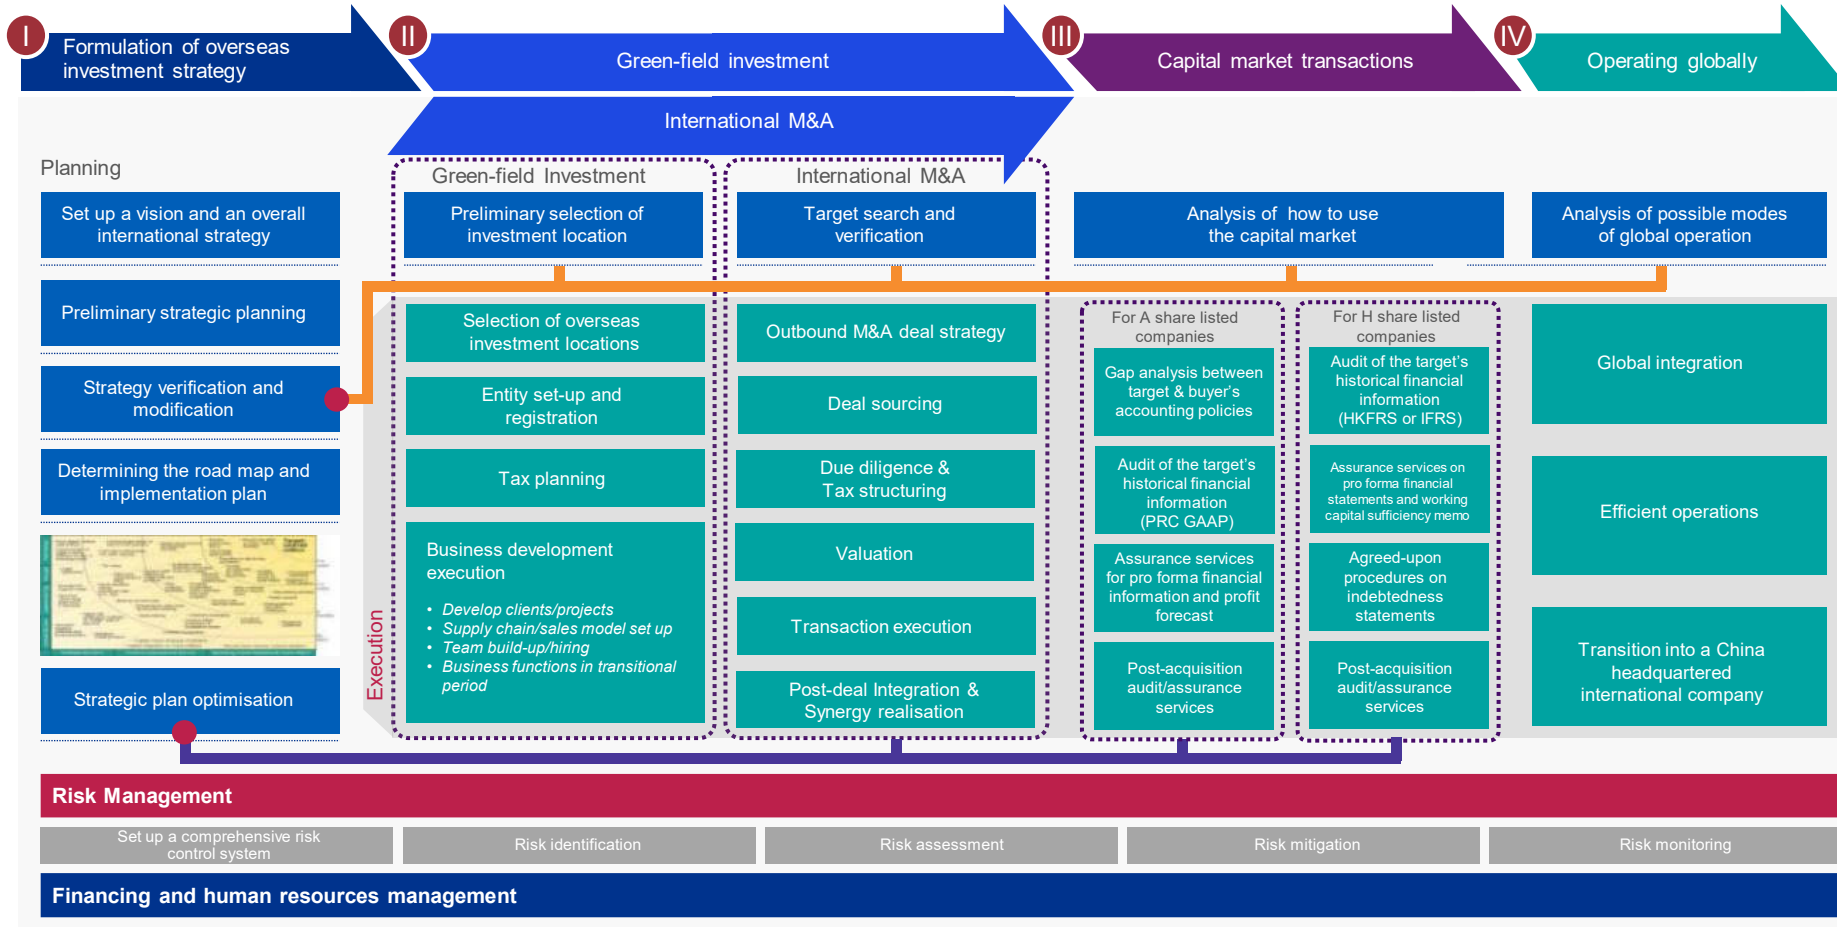 I
Formulation of overseas
investment strategy
II
Green-field investment
III
Capital market transactions
IV
Operating globally
International M&A
Planning
Set up a vision and an overall
international strategy
Preliminary strategic planning
Strategy verification and
modification
Determining the road map and
implementation plan
Strategic plan optimisation
Execution
Green-field Investment
Preliminary selection of
investment location
Selection of overseas
investment locations
Entity set-up and
registration
Tax planning
Business development
execution
• Develop clients/projects
• Supply chain/sales model set up
• Team build-up/hiring
• Business functions in transitional
period
International M&A
Target search and
verification
Outbound M&A deal strategy
Deal sourcing
Due diligence &
Tax structuring
Valuation
Transaction execution
Post-deal Integration &
Synergy realisation
Analysis of how to use
the capital market
For A share listed
companies
Gap analysis between
target & buyer's
accounting policies
Audit of the target's
historical financial
information
(PRC GAAP)
Assurance services
for pro forma financial
information and profit
forecast
Post-acquisition
audit/assurance
services
For H share listed
companies
Audit of the target's
historical financial
information
(HKFRS or IFRS)
Assurance services on
pro forma financial
statements and working
capital sufficiency memo
Agreed-upon
procedures on
indebtedness
statements
Post-acquisition
audit/assurance
services
Analysis of possible modes
of global operation
Global integration
Efficient operations
Transition into a China
headquartered
international company
Risk Management
Set up a comprehensive risk
control system
Risk identification
Risk assessment
Risk mitigation
Risk monitoring
Financing and human resources management